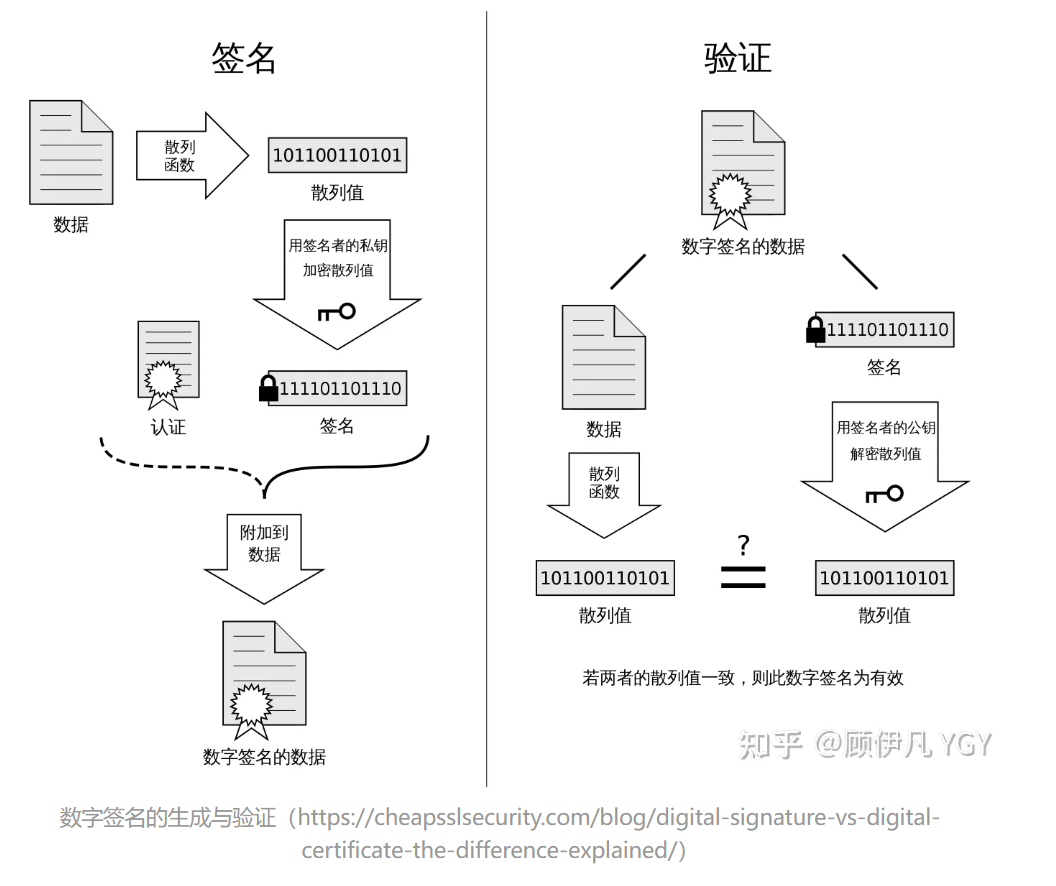 签名
数据
散列
函数
101100110101
散列值
用签名者的私钥
加密散列值
认证
111101101110
签名
附加到
数据
数字签名的数据
验证
数字签名的数据
数据
散列
函数
101100110101
散列值
?
111101101110
签名
用签名者的公钥
解密散列值
101100110101
散列值
若两者的散列值一致，则此数字签名为有效
知乎 @顾伊凡 YGY
数字签名的生成与验证（https://cheapsslsecurity.com/blog/digital-signature-vs-digital-
certificate-the-difference-explained/）